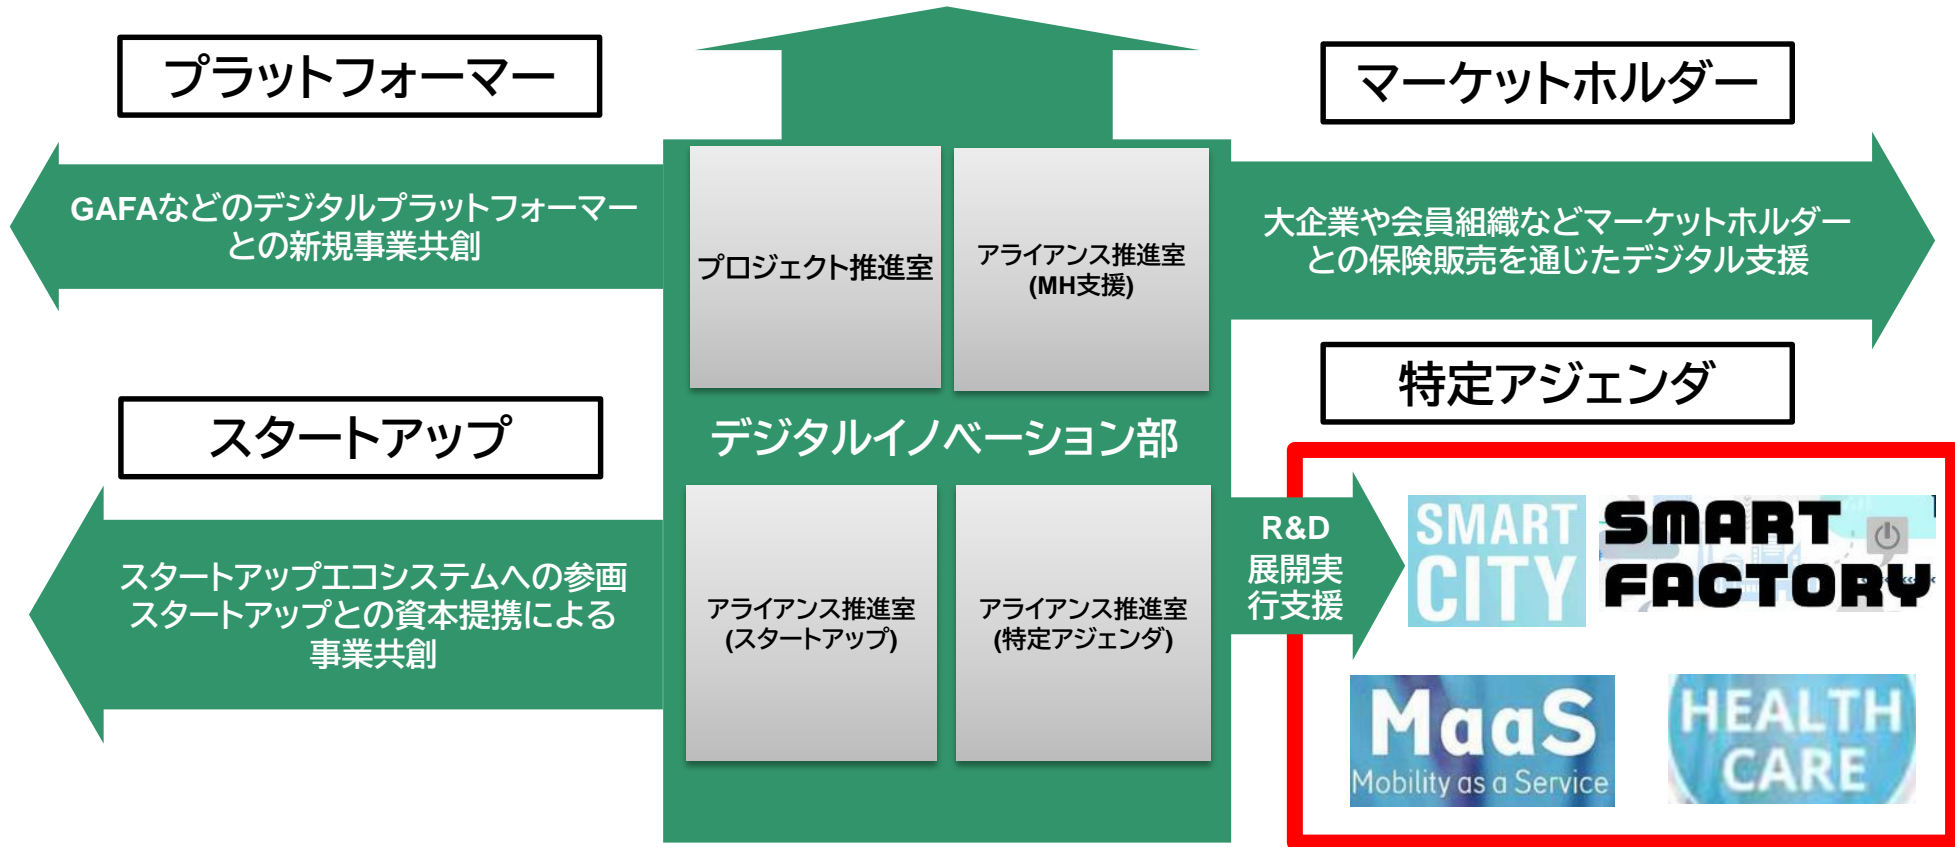 プラットフォーマー
GAFAなどのデジタルプラットフォーマー
との新規事業共創
スタートアップ
スタートアップエコシステムへの参画
スタートアップとの資本提携による
事業共創
プロジェクト推進室
アライアンス推進室
(MH支援)
デジタルイノベーション部
アライアンス推進室
(スタートアップ)
アライアンス推進室
(特定アジェンダ)
マーケットホルダー
大企業や会員組織などマーケットホルダー
との保険販売を通じたデジタル支援
特定アジェンダ
R&D
展開実
行支援
SMART
CITY
SMART
FACTORY
MaaS
Mobility as a Service
HEALTH
CARE